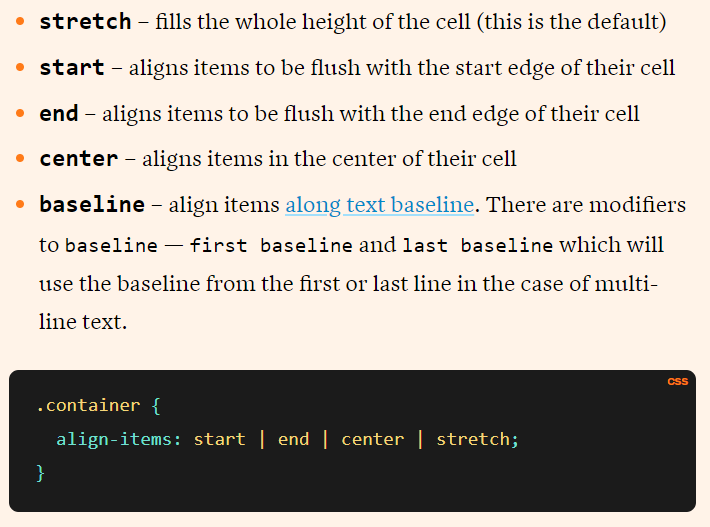 • stretch – fills the whole height of the cell (this is the default)
• start – aligns items to be flush with the start edge of their cell
• end – aligns items to be flush with the end edge of their cell
• center – aligns items in the center of their cell
• baseline – align items along text baseline. There are modifiers
to baseline — first baseline and last baseline which will
use the baseline from the first or last line in the case of multi-
line text.
CSS
.container {
  align-items: start | end | center | stretch;
}